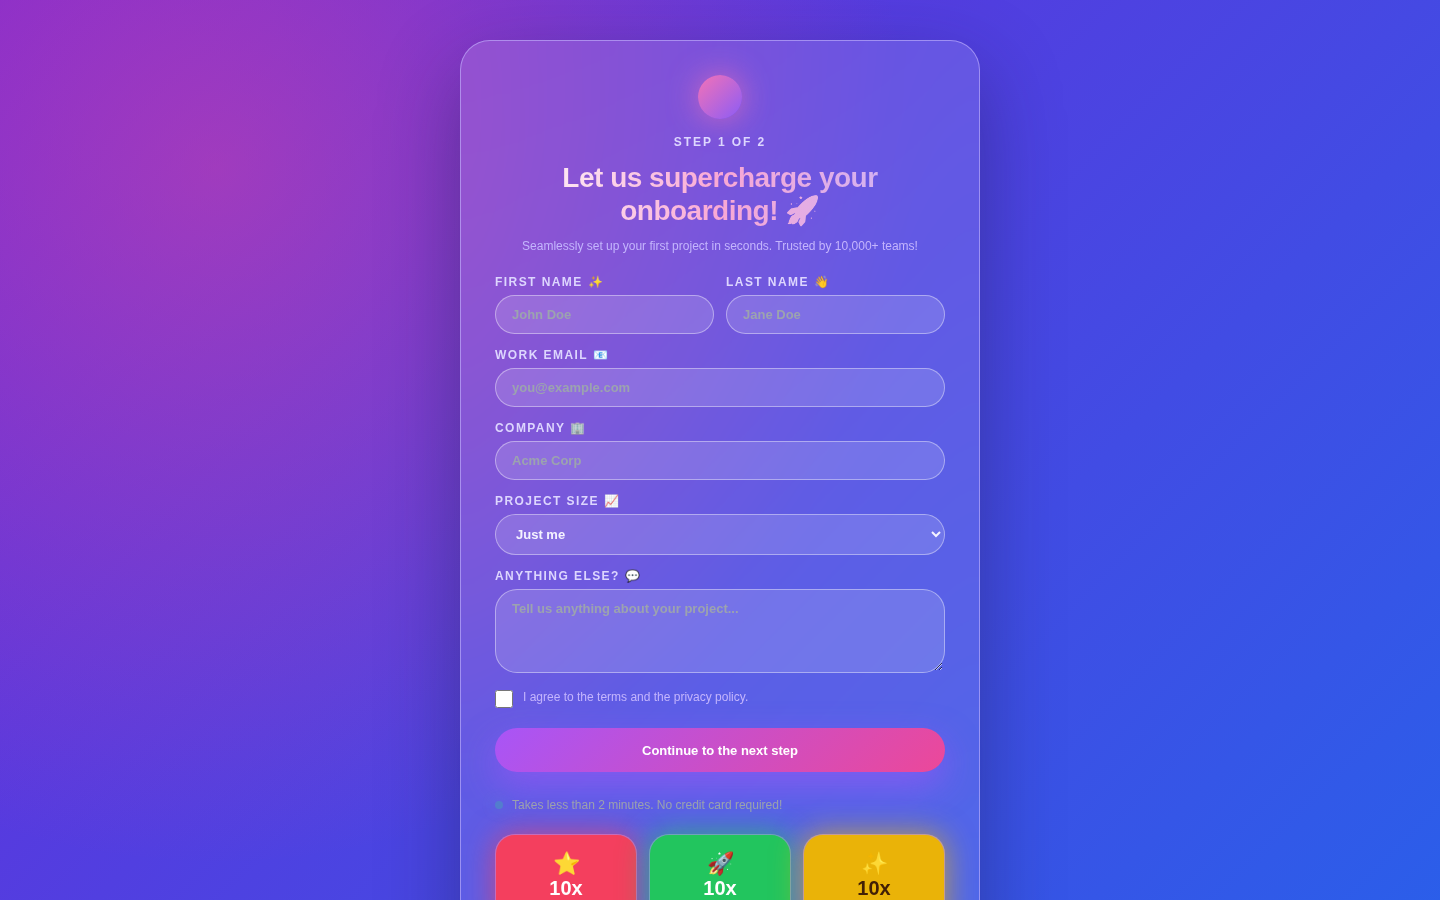 STEP 1 OF 2
Let us supercharge your
onboarding! 🚀
Seamlessly set up your first project in seconds. Trusted by 10,000+ teams!
FIRST NAME ✨
LAST NAME 👋
John Doe
Jane Doe
WORK EMAIL 📧
you@example.com
COMPANY 🏢
Acme Corp
PROJECT SIZE 📈
Just me
ANYTHING ELSE? 💬
Tell us anything about your project...
I agree to the terms and the privacy policy.
Continue to the next step
Takes less than 2 minutes. No credit card required!
⭐
10x
🚀
10x
✨
10x